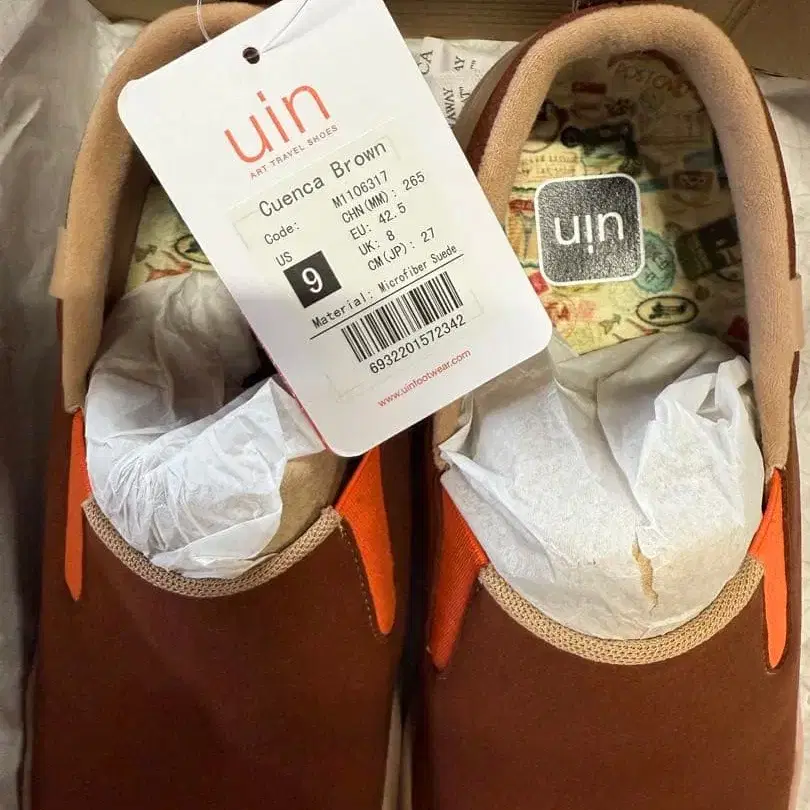 uin
ART TRAVEL SHOES
Cuenca Brown
Code: M1106317
CHN(MM): 265
US EU: 42.5
9 UK: 8
CM(JP): 27
Material: Microfiber Suede
6932201572342
www.uinfootwear.com
uin